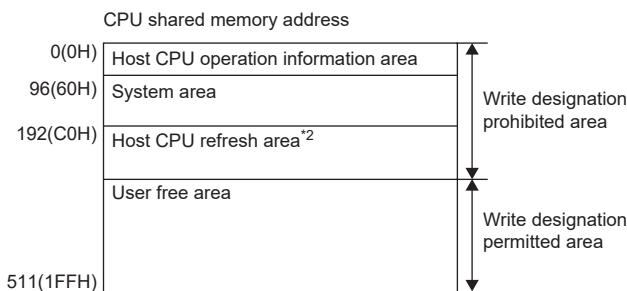 CPU shared memory address
0(0H) Host CPU operation information area
96(60H) System area
Write designation
prohibited area
192(C0H) Host CPU refresh area*2
User free area
Write designation
permitted area
511(1FFH)